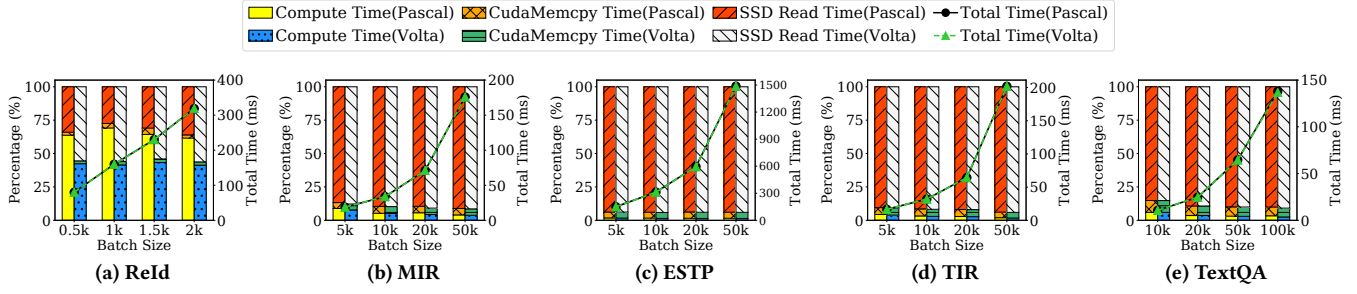 Compute Time(Pascal) CudaMemcpy Time(Pascal) SSD Read Time(Pascal) Total Time(Pascal)
Compute Time(Volta) CudaMemcpy Time(Volta) SSD Read Time(Volta) Total Time(Volta)
Percentage (%)
100
75
50
25
0
0.5k 1k 1.5k 2k
Batch Size
400
300
200
100
0
Total Time (ms)
(a) ReId
Percentage (%)
100
75
50
25
0
5k 10k 20k 50k
Batch Size
200
150
100
50
0
Total Time (ms)
(b) MIR
Percentage (%)
100
75
50
25
0
5k 10k 20k 50k
Batch Size
1500
1200
900
600
300
0
Total Time (ms)
(c) ESTP
Percentage (%)
100
75
50
25
0
5k 10k 20k 50k
Batch Size
200
150
100
50
0
Total Time (ms)
(d) TIR
Percentage (%)
100
75
50
25
0
10k 20k 50k 100k
Batch Size
150
100
50
0
Total Time (ms)
(e) TextQA